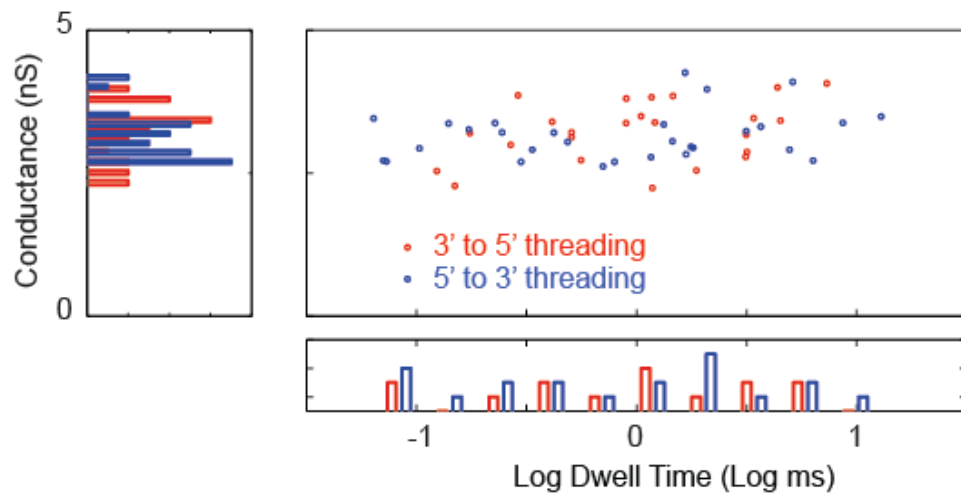 5
Conductance (nS)
0
3’ to 5’ threading
5’ to 3’ threading
-1
0
1
Log Dwell Time (Log ms)